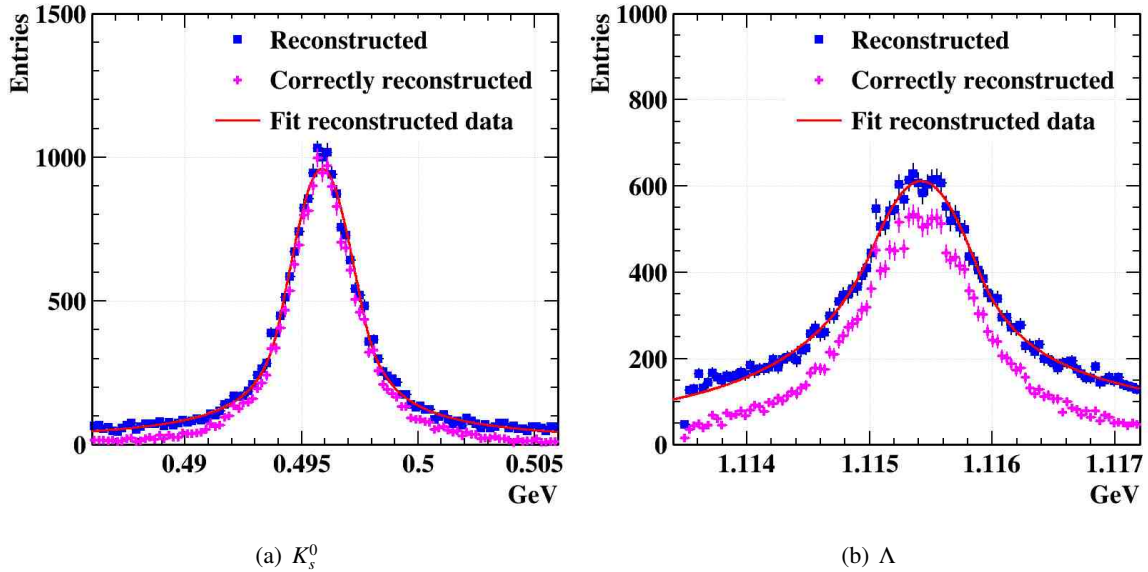 Entries
1500
1000
500
0
Reconstructed
Correctly reconstructed
Fit reconstructed data
0.49
0.495
0.5
0.505
GeV
(a) K_s^0
Entries
1000
800
600
400
200
0
Reconstructed
Correctly reconstructed
Fit reconstructed data
1.114
1.115
1.116
1.117
GeV
(b) Λ